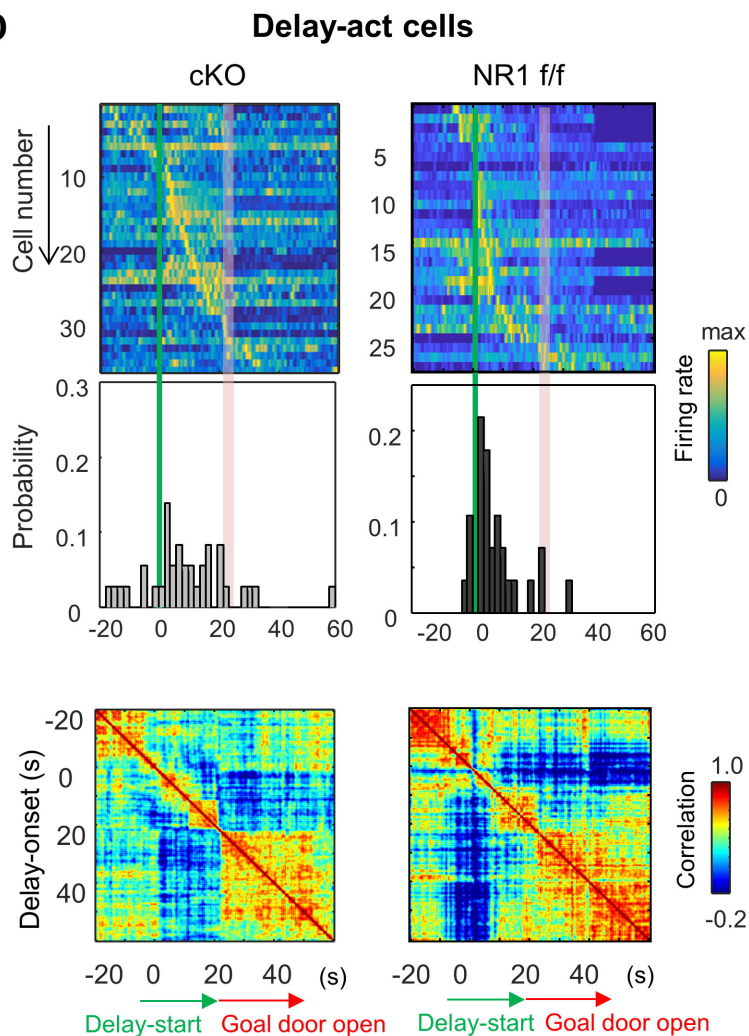 Delay-act cells
cKO
NR1 f/f
Cell number
10
20
30
5
10
15
20
25
max
Firing rate
0
Probability
0.3
0.2
0.1
0
0.2
0.1
0
-20 0 20 40 60
-20 0 20 40 60
Delay-onset (s)
-20
0
20
40
1.0
Correlation
-0.2
-20 0 20 40 (s)
-20 0 20 40 (s)
Delay-start Goal door open
Delay-start Goal door open